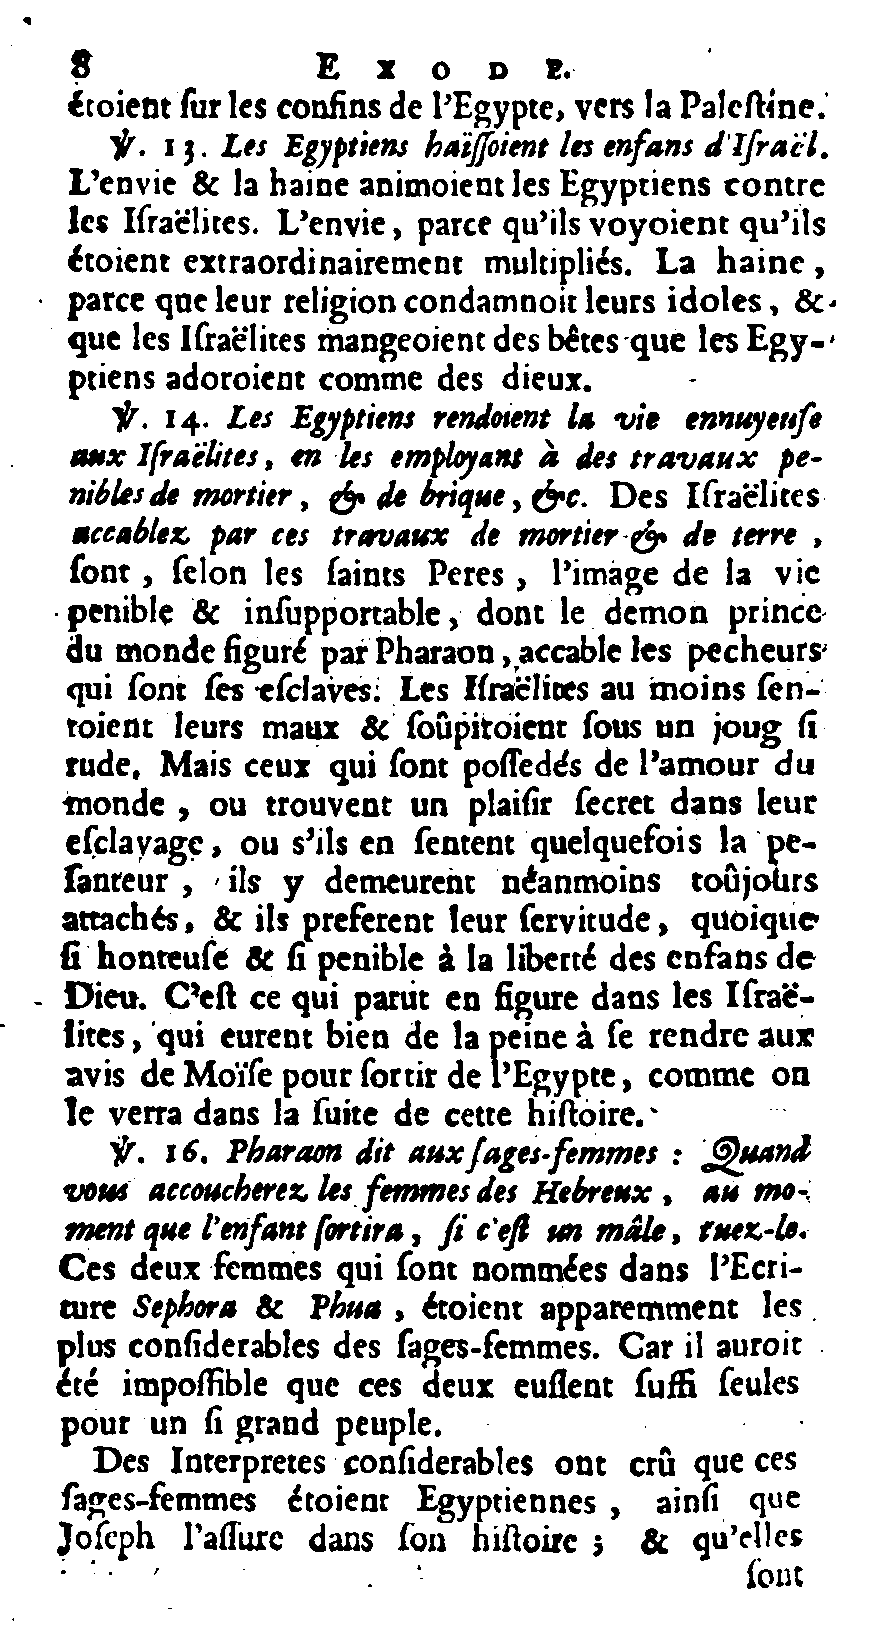 8 EXODE.
étoient ſur les confins de l'Egypte, vers la Paleſtine.
℣. 13. Les Egyptiens haïſſoient les enfans d'Iſraël.
L'envie & la haine animoient les Egyptiens contre
les Iſraëlites. L'envie, parce qu'ils voyoient qu'ils
étoient extraordinairement multipliés. La haine,
parce que leur religion condamnoit leurs idoles, &
que les Iſraëlites mangeoient des bêtes que les Egy-
ptiens adoroient comme des dieux.
℣. 14. Les Egyptiens rendoient la vie ennuyeuſe
aux Iſraëlites, en les employant à des travaux pe-
nibles de mortier, & de brique, &c. Des Iſraëlites
accablez par ces travaux de mortier & de terre,
ſont, ſelon les ſaints Peres, l'image de la vie
penible & inſupportable, dont le demon prince
du monde figuré par Pharaon, accable les pecheurs
qui ſont ſes eſclaves. Les Iſraëlites au moins ſen-
toient leurs maux & ſoûpiroient ſous un joug ſi
rude. Mais ceux qui ſont poſſedés de l'amour du
monde, ou trouvent un plaiſir ſecret dans leur
eſclavage, ou s'ils en ſentent quelquefois la pe-
ſanteur, ils y demeurent néanmoins toûjours
attachés, & ils preferent leur ſervitude, quoique
ſi honteuſe & ſi penible à la liberté des enfans de
Dieu. C'eſt ce qui parut en figure dans les Iſraë-
lites, qui eurent bien de la peine à ſe rendre aux
avis de Moïſe pour ſortir de l'Egypte, comme on
le verra dans la ſuite de cette hiſtoire.
℣. 16. Pharaon dit aux ſages-femmes : Quand
vous accoucherez les femmes des Hebreux, au mo-
ment que l'enfant ſortira, ſi c'eſt un mâle, tuez-le.
Ces deux femmes qui ſont nommées dans l'Ecri-
ture Sephora & Phua, étoient apparemment les
plus conſiderables des ſages-femmes. Car il auroit
été impoſſible que ces deux euſſent ſuffi ſeules
pour un ſi grand peuple.
Des Interpretes conſiderables ont crû que ces
ſages-femmes étoient Egyptiennes, ainſi que
Joſeph l'aſſure dans ſon hiſtoire ; & qu'elles
ſont